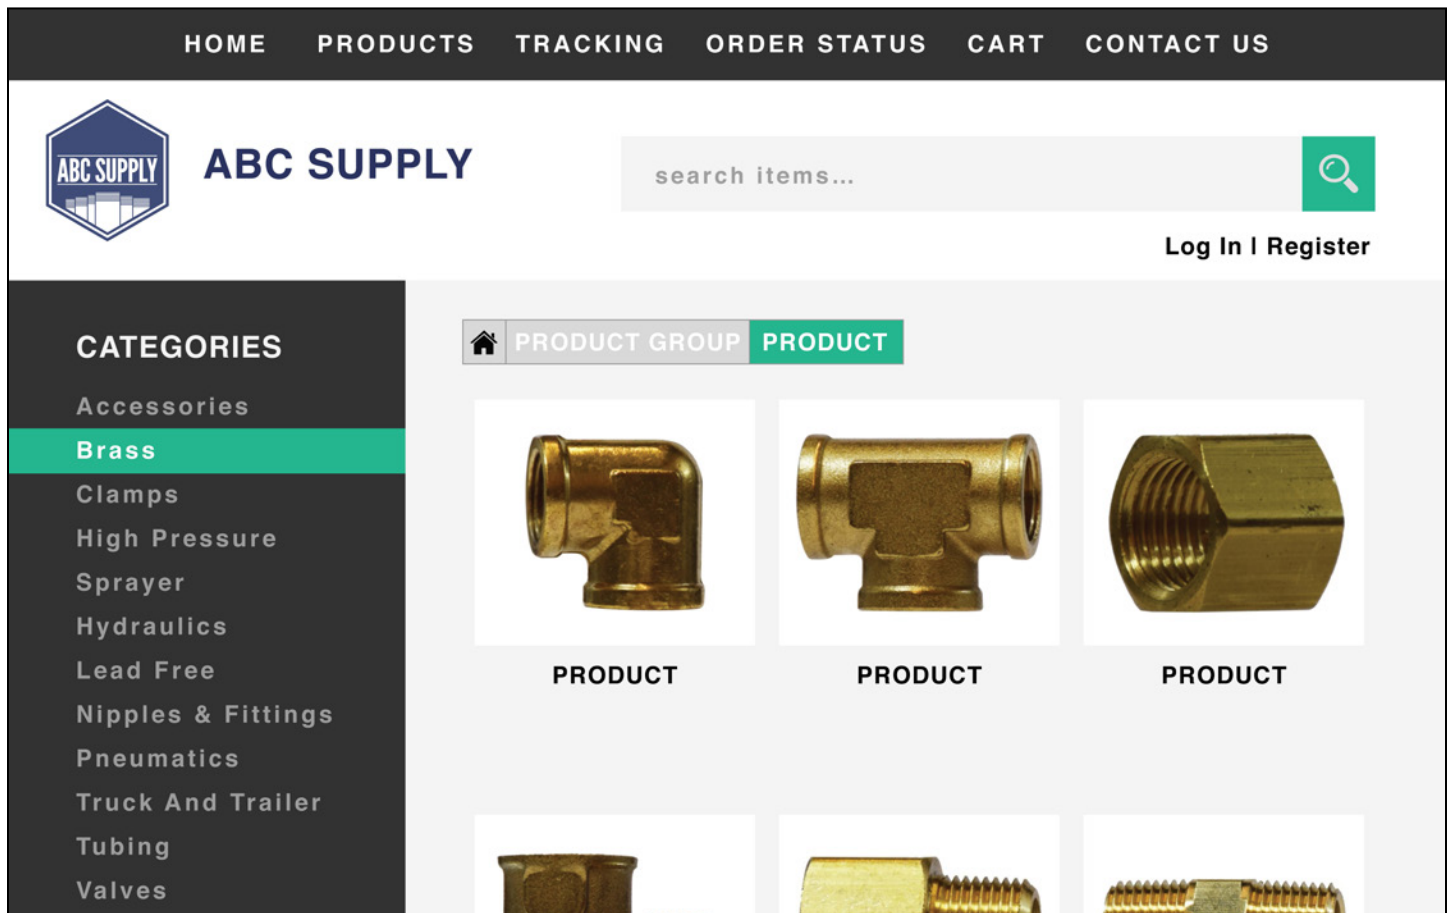 HOME PRODUCTS TRACKING ORDER STATUS CART CONTACT US
ABC SUPPLY
ABC SUPPLY
search items...
Log In | Register
CATEGORIES
Accessories
Brass
Clamps
High Pressure
Sprayer
Hydraulics
Lead Free
Nipples & Fittings
Pneumatics
Truck And Trailer
Tubing
Valves
PRODUCT GROUP PRODUCT
PRODUCT PRODUCT PRODUCT